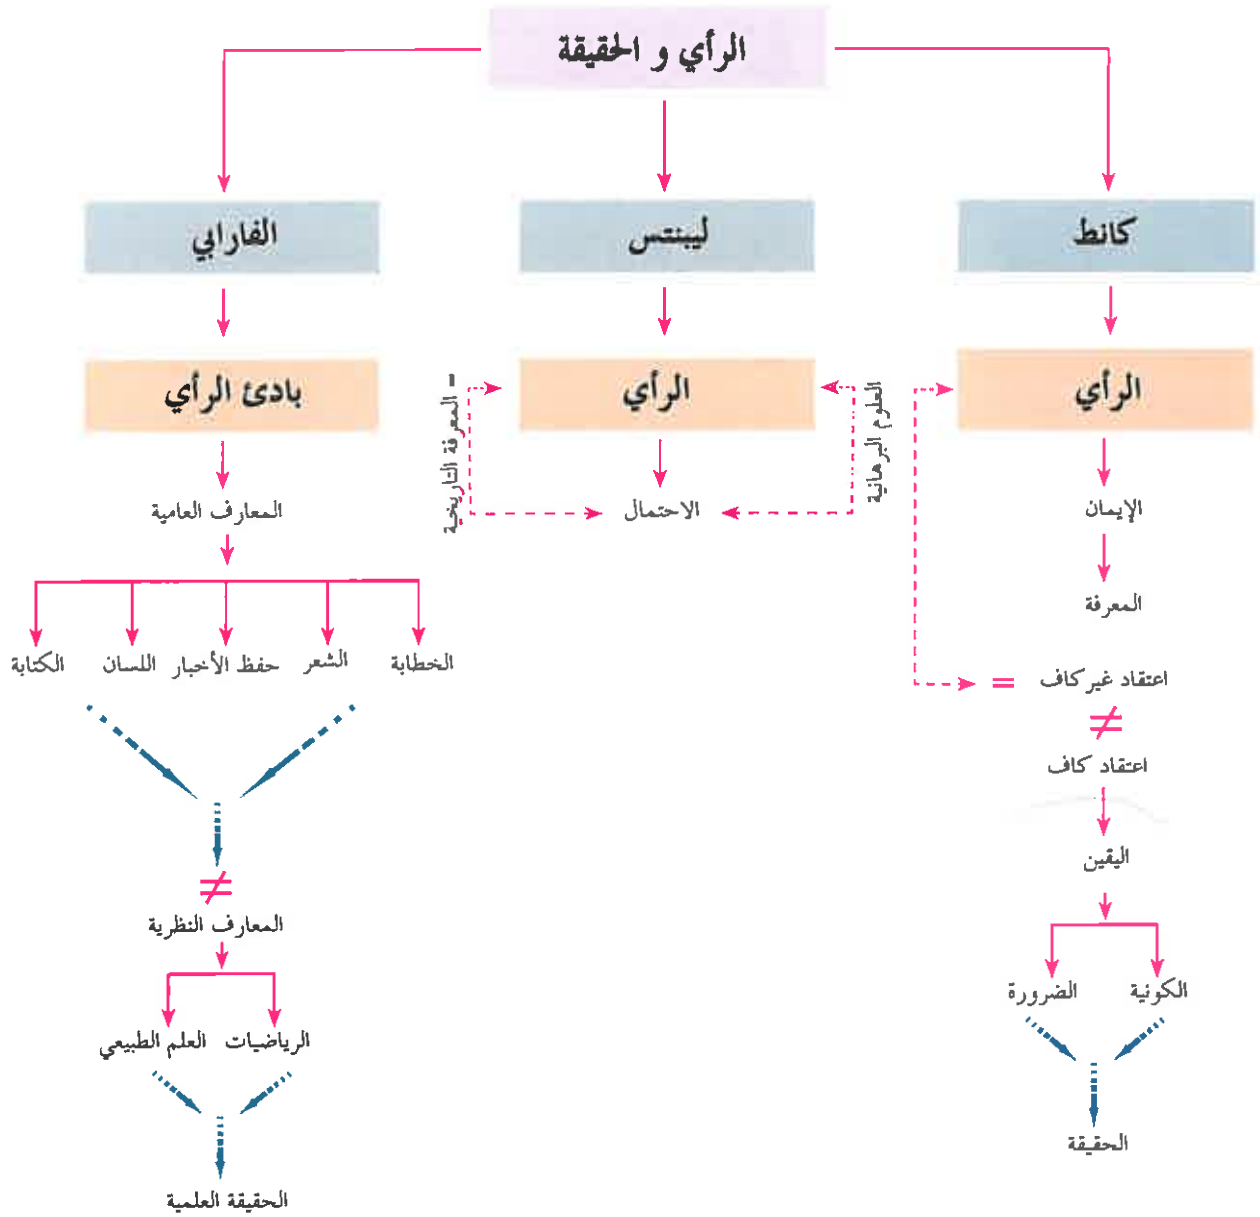 الرأي و الحقيقة
كانط
ليبنتس
الفارابي
الرأي
الرأي
بادئ الرأي
العلوم البرهانية
= المعرفة التاريخية
الإيمان
الاحتمال
المعارف العامية
المعرفة
الخطابة
الشعر
حفظ الأخبار
اللسان
الكتابة
اعتقاد غير كاف =
≠
اعتقاد كاف
اليقين
≠
المعارف النظرية
الكونية
الضرورة
الرياضيات
العلم الطبيعي
الحقيقة
الحقيقة العلمية